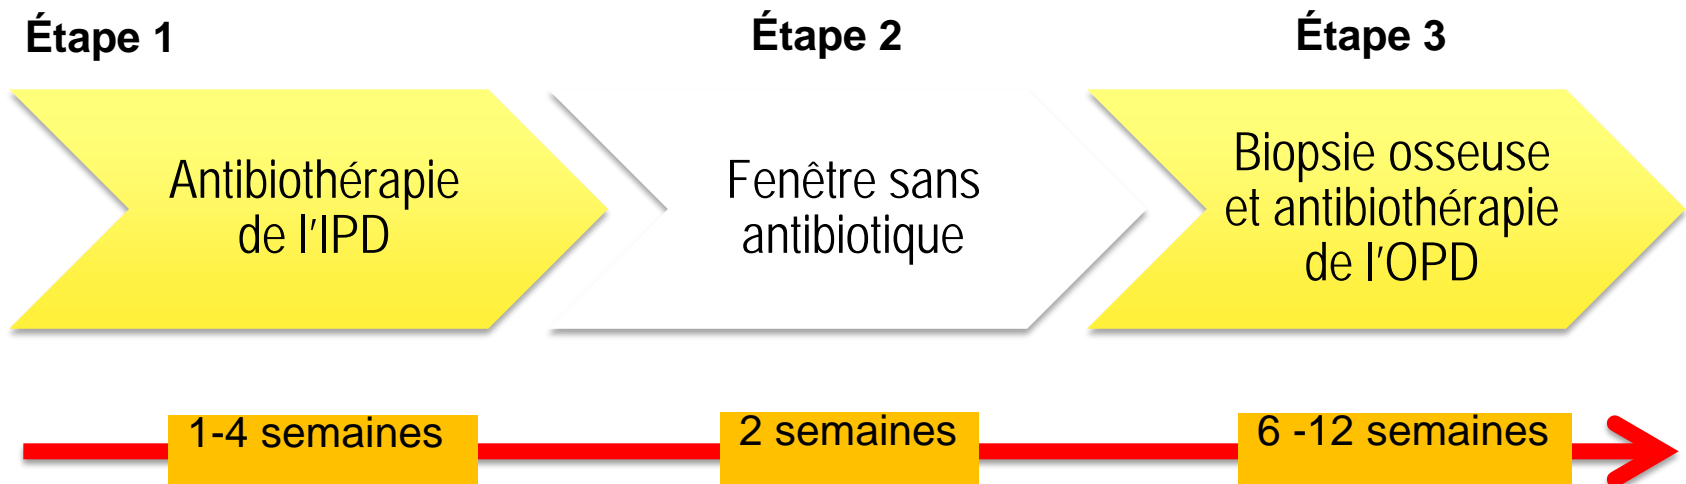 Étape 1
Étape 2
Étape 3
Antibiothérapie
de l'IPD
Fenêtre sans
antibiotique
Biopsie osseuse
et antibiothérapie
de l'OPD
1-4 semaines
2 semaines
6 -12 semaines